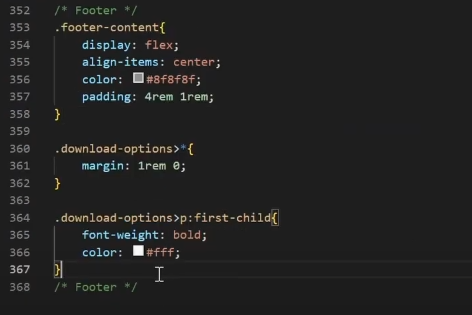 352 /* Footer */
353 .footer-content{
354 display: flex;
355 align-items: center;
356 color: #8f8f8f;
357 padding: 4rem 1rem;
358 }
359
360 .download-options>*{
361 margin: 1rem 0;
362 }
363
364 .download-options>p:first-child{
365 font-weight: bold;
366 color: #fff;
367 }
368 /* Footer */